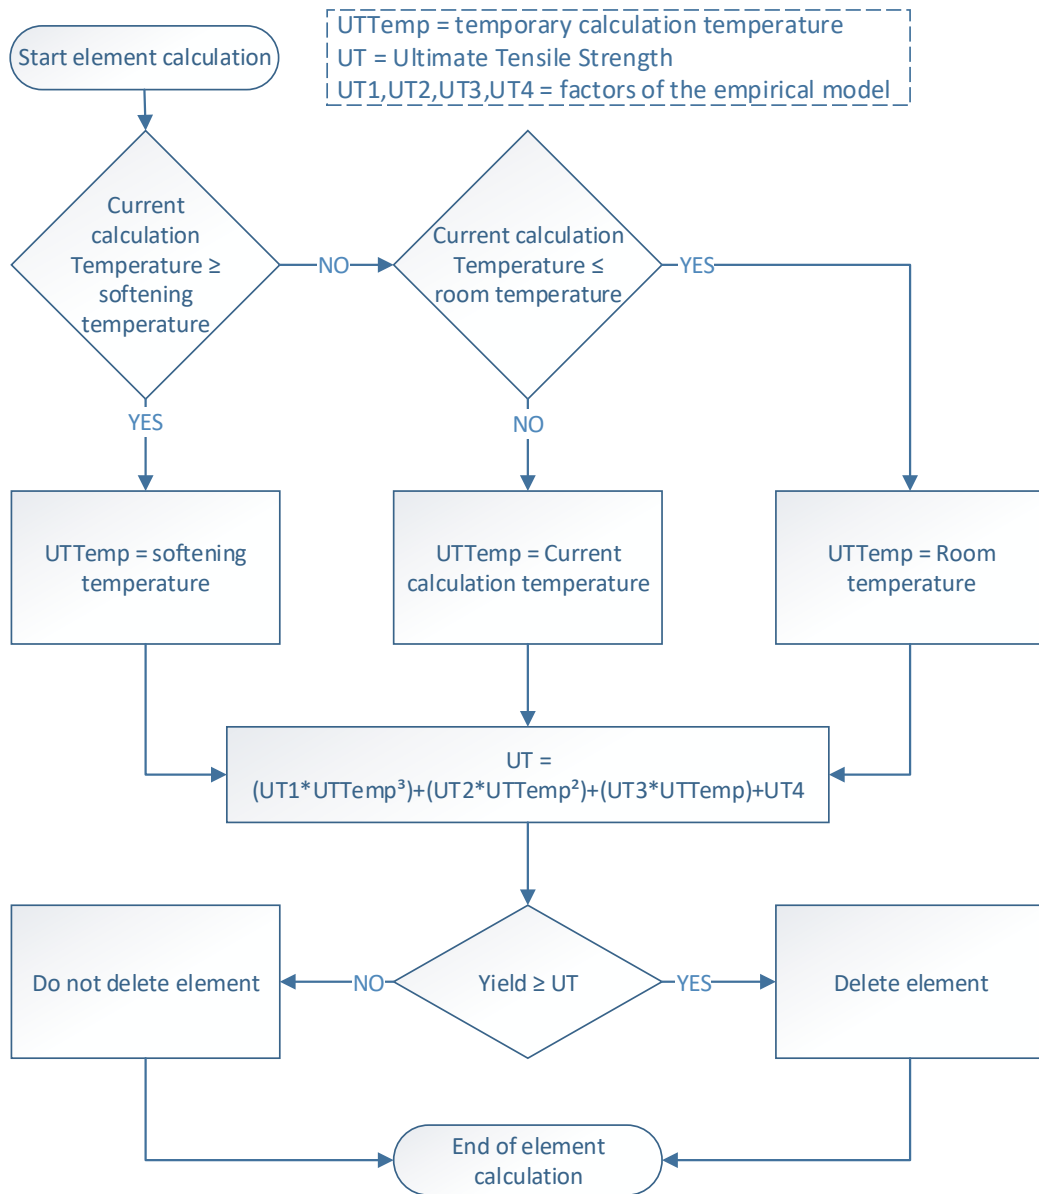 Start element calculation
UTTemp = temporary calculation temperature
UT = Ultimate Tensile Strength
UT1,UT2,UT3,UT4 = factors of the empirical model
Current
calculation
Temperature ≥
softening
temperature
NO
Current calculation
Temperature ≤
room temperature
YES
YES
NO
UTTemp = softening
temperature
UTTemp = Current
calculation temperature
UTTemp = Room
temperature
UT =
(UT1*UTTemp³)+(UT2*UTTemp²)+(UT3*UTTemp)+UT4
Do not delete element
NO
Yield ≥ UT
YES
Delete element
End of element
calculation